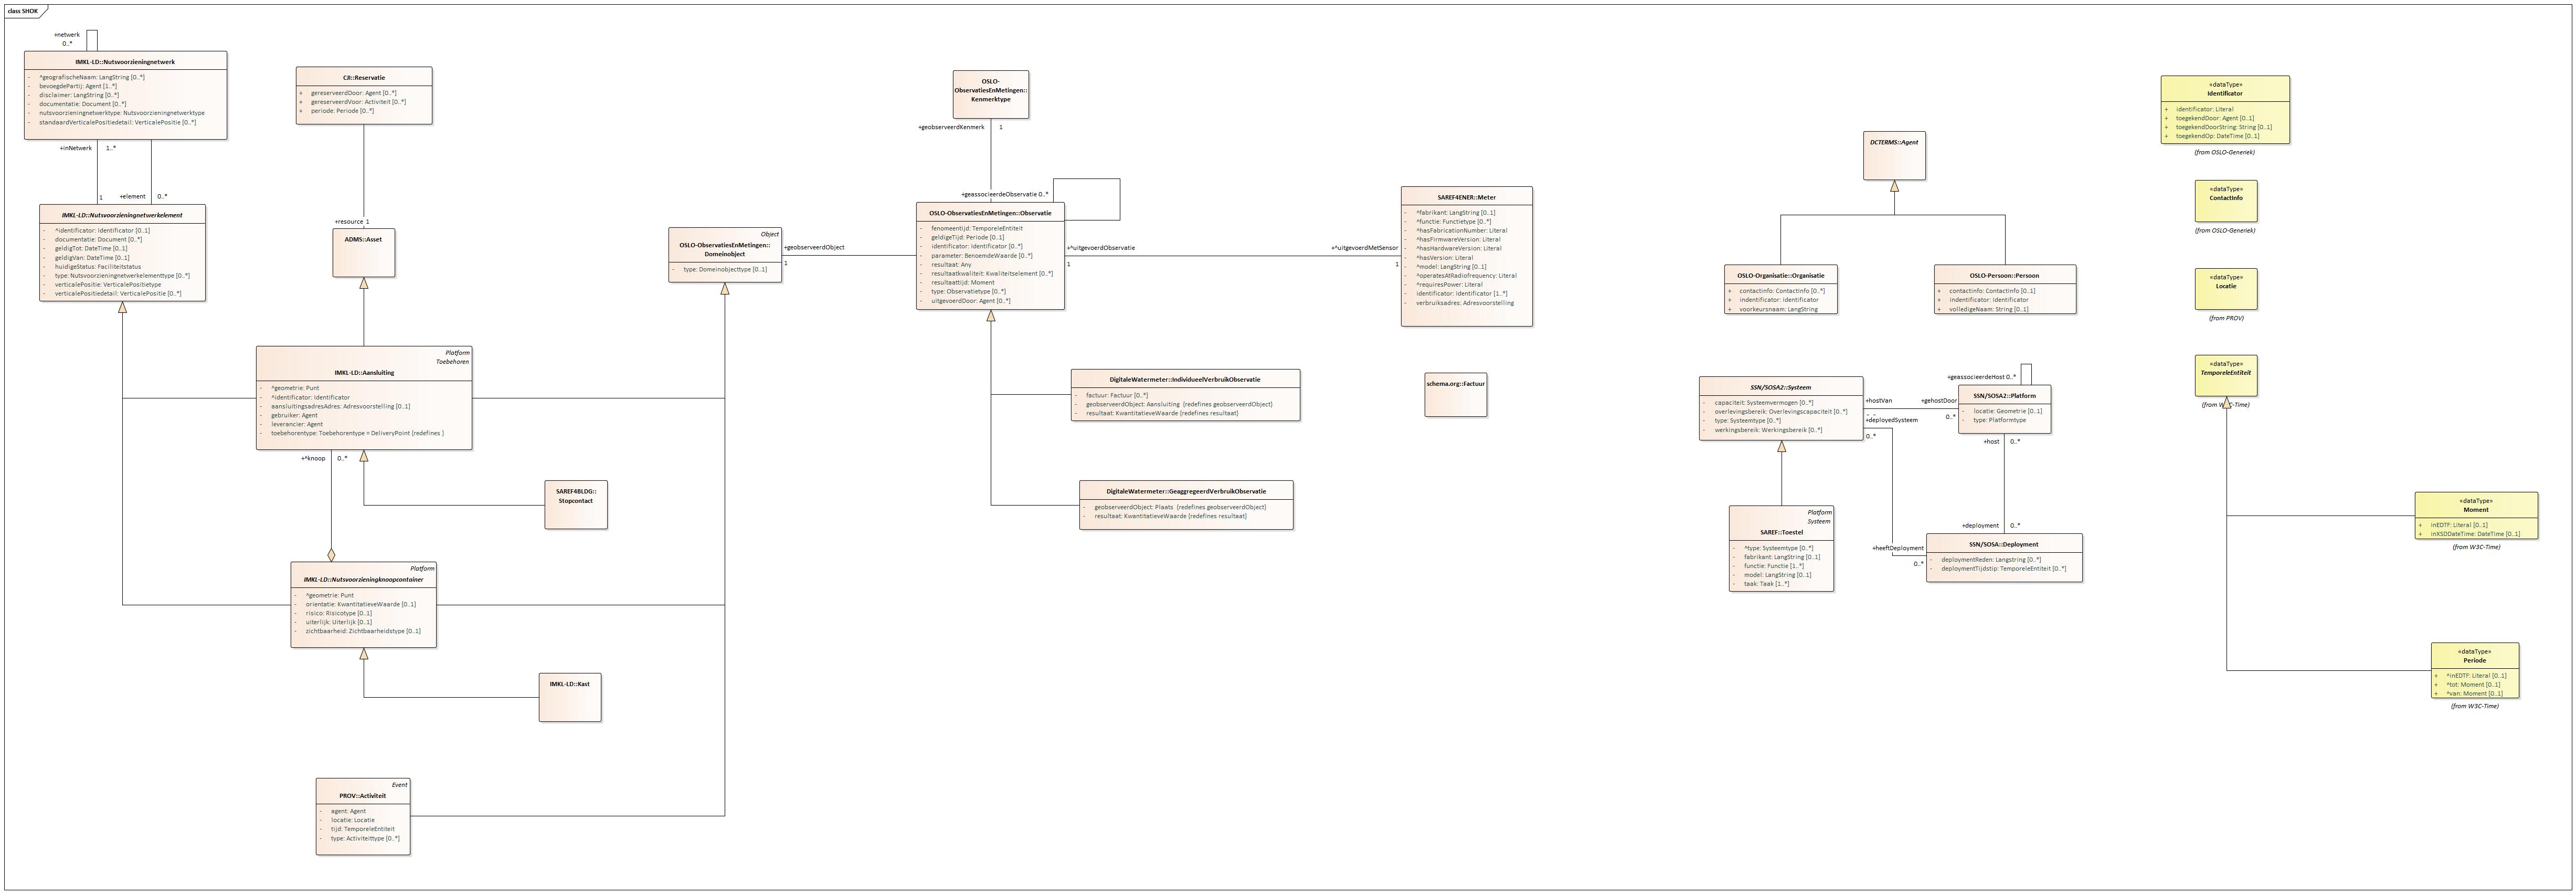 class SHOK
+netwerk
0..*
IMKL-LD::Nutsvoorzieningnetwerk
- ^geografischeNaam: LangString [0..*]
- bevoegdePartij: Agent [1..*]
- disclaimer: LangString [0..*]
- documentatie: Document [0..*]
- nutsvoorzieningnetwerktype: Nutsvoorzieningnetwerktype
- standaardVerticalePositiedetail: VerticalePositie [0..*]
+inNetwerk 1..*
1 +element 0..*
IMKL-LD::Nutsvoorzieningnetwerkelement
- ^identificator: Identificator [0..1]
- documentatie: Document [0..*]
- geldigTot: DateTime [0..1]
- geldigVan: DateTime [0..1]
- huidigeStatus: Faciliteitstatus
- type: Nutsvoorzieningnetwerkelementtype [0..*]
- verticalePositie: VerticalePositietype
- verticalePositiedetail: VerticalePositie [0..*]
CJI::Reservatie
+ gereserveerdDoor: Agent [0..*]
+ gereserveerdVoor: Activiteit [0..*]
+ periode: Periode [0..*]
+resource 1
ADMS::Asset
Platform
Toebehoren
IMKL-LD::Aansluiting
- ^geometrie: Punt
- ^identificator: Identificator
- aansluitingsadresAdres: Adresvoorstelling [0..1]
- gebruiker: Agent
- leverancier: Agent
- toebehorentype: Toebehorentype = DeliveryPoint {redefines }
+^knoop 0..*
SAREF4BLDG::
Stopcontact
Platform
IMKL-LD::Nutsvoorzieningknoopcontainer
- ^geometrie: Punt
- orientatie: KwantitatieveWaarde [0..1]
- risico: Risicotype [0..1]
- uiterlijk: Uiterlijk [0..1]
- zichtbaarheid: Zichtbaarheidstype [0..1]
IMKL-LD::Kast
Event
PROV::Activiteit
- agent: Agent
- locatie: Locatie
- tijd: TemporeleEntiteit
- type: Activiteittype [0..*]
Object
OSLO-ObservatiesEnMetingen::
Domeinobject
- type: Domeinobjecttype [0..1]
+geobserveerdObject
1
OSLO-
ObservatiesEnMetingen::
Kenmerktype
+geobserveerdKenmerk 1
+geassocieerdeObservatie 0..*
OSLO-ObservatiesEnMetingen::Observatie
- fenomeentijd: TemporeleEntiteit
- geldigeTijd: Periode [0..1]
- identificator: Identificator [0..*]
- parameter: BenoemdeWaarde [0..*]
- resultaat: Any
- resultaatkwaliteit: Kwaliteitselement [0..*]
- resultaattijd: Moment
- type: Observatietype [0..*]
- uitgevoerdDoor: Agent [0..*]
+^uitgevoerdObservatie
1
+^uitgevoerdMetSensor
1
SAREF4ENER::Meter
- ^fabrikant: LangString [0..1]
- ^functie: Functietype [0..*]
- ^hasFabricationNumber: Literal
- ^hasFirmwareVersion: Literal
- ^hasHardwareVersion: Literal
- ^hasVersion: Literal
- ^model: LangString [0..1]
- ^operatesAtRadiofrequency: Literal
- ^requiresPower: Literal
- identificator: Identificator [1..*]
- verbruiksadres: Adresvoorstelling
DigitaleWatermeter::IndividueelVerbruikObservatie
- factuur: Factuur [0..*]
- geobserveerdObject: Aansluiting {redefines geobserveerdObject}
- resultaat: KwantitatieveWaarde {redefines resultaat}
DigitaleWatermeter::GeaggregeerdVerbruikObservatie
- geobserveerdObject: Plaats {redefines geobserveerdObject}
- resultaat: KwantitatieveWaarde {redefines resultaat}
schema.org::Factuur
DCTERMS::Agent
OSLO-Organisatie::Organisatie
+ contactinfo: ContactInfo [0..*]
+ indentificator: Identificator
+ voorkeursnaam: LangString
OSLO-Persoon::Persoon
+ contactinfo: ContactInfo [0..1]
+ indentificator: Identificator
+ volledigeNaam: String [0..1]
SSN/SOSA2::Systeem
- capaciteit: Systeemvermogen [0..*]
- overlevingsbereik: Overlevingscapaciteit [0..*]
- type: Systeemtype [0..*]
- werkingsbereik: Werkingsbereik [0..*]
+hostVan
+gehostDoor
0..*
+deployedSysteem
0..*
+geassocieerdeHost 0..*
SSN/SOSA2::Platform
- locatie: Geometrie [0..1]
- type: Platformtype
+host 0..*
+deployment 0..*
+heeftDeployment
0..*
SSN/SOSA::Deployment
- deploymentReden: Langstring [0..*]
- deploymentTijdstip: TemporeleEntiteit [0..*]
Platform
Systeem
SAREF::Toestel
- ^type: Systeemtype [0..*]
- fabrikant: LangString [0..1]
- functie: Functie [1..*]
- model: LangString [0..1]
- taak: Taak [1..*]
«dataType»
Identificator
+ identificator: Literal
+ toegekendDoor: Agent [0..1]
+ toegekendDoorString: String [0..1]
+ toegekendOp: DateTime [0..1]
(from OSLO-Generiek)
«dataType»
ContactInfo
(from OSLO-Generiek)
«dataType»
Locatie
(from PROV)
«dataType»
TemporeleEntiteit
(from W3C-Time)
«dataType»
Moment
+ inEDTF: Literal [0..1]
+ inXSDDateTime: DateTime [0..1]
(from W3C-Time)
«dataType»
Periode
+ ^inEDTF: Literal [0..1]
+ ^tot: Moment [0..1]
+ ^van: Moment [0..1]
(from W3C-Time)